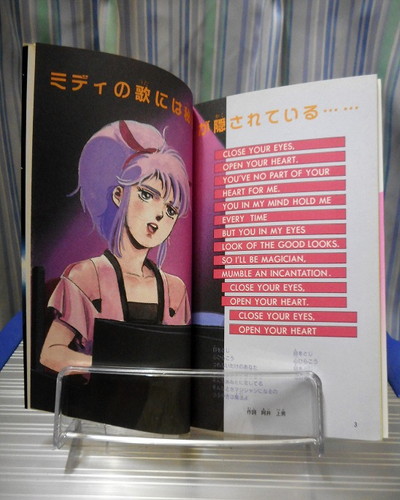 ミディの歌には が隠されている……
CLOSE YOUR EYES,
OPEN YOUR HEART.
YOU'VE NO PART OF YOUR
HEART FOR ME.
YOU IN MY MIND HOLD ME
EVERY TIME
BUT YOU IN MY EYES
LOOK OF THE GOOD LOOKS.
SO I'LL BE MAGICIAN,
MUMBLE AN INCANTATION.
CLOSE YOUR EYES,
OPEN YOUR HEART.
CLOSE YOUR EYES.
OPEN YOUR HEART
3